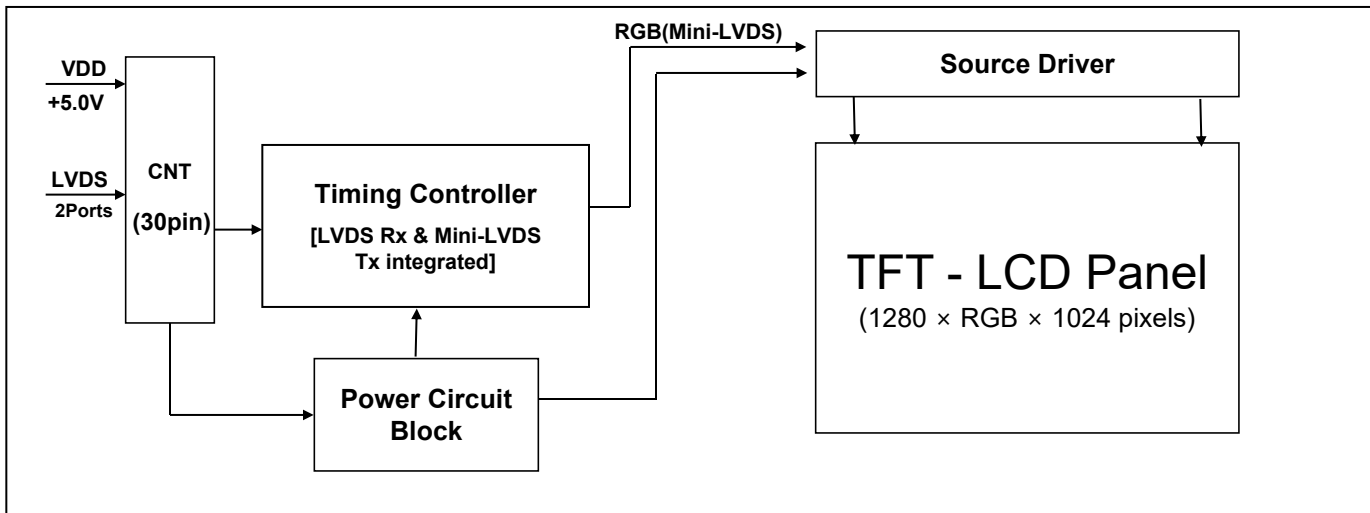 RGB(Mini-LVDS)
VDD
+5.0V
LVDS
2Ports
CNT
(30pin)
Timing Controller
[LVDS Rx & Mini-LVDS
Tx integrated]
Power Circuit
Block
Source Driver
TFT - LCD Panel
(1280 × RGB × 1024 pixels)